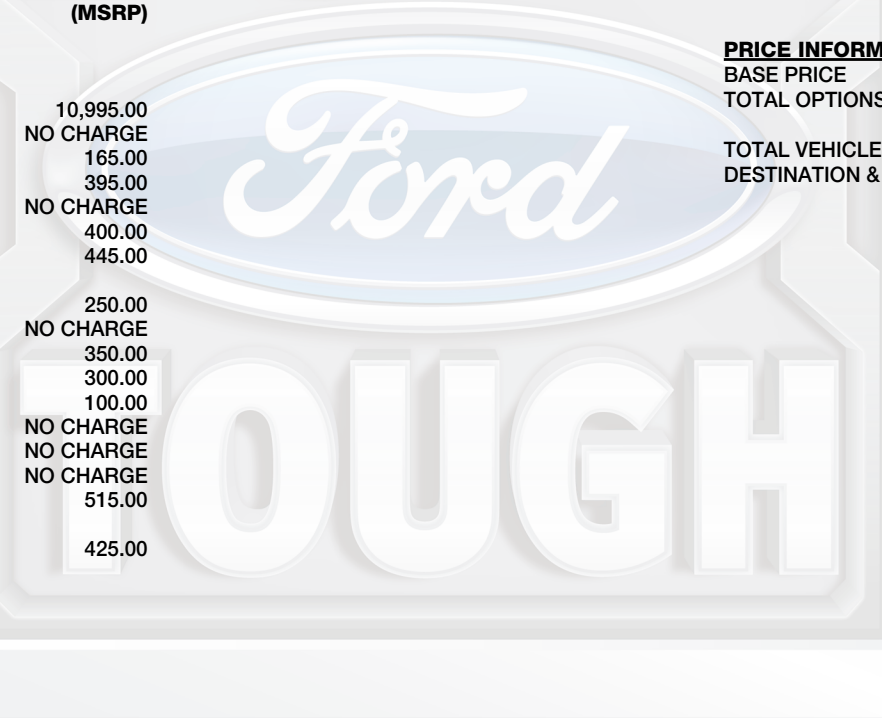 (MSRP)
10,995.00
NO CHARGE
165.00
395.00
NO CHARGE
400.00
445.00
250.00
NO CHARGE
350.00
300.00
100.00
NO CHARGE
NO CHARGE
NO CHARGE
515.00
425.00
PRICE INFORM
BASE PRICE
TOTAL OPTIONS
TOTAL VEHICLE
DESTINATION &
Ford
TOUGH